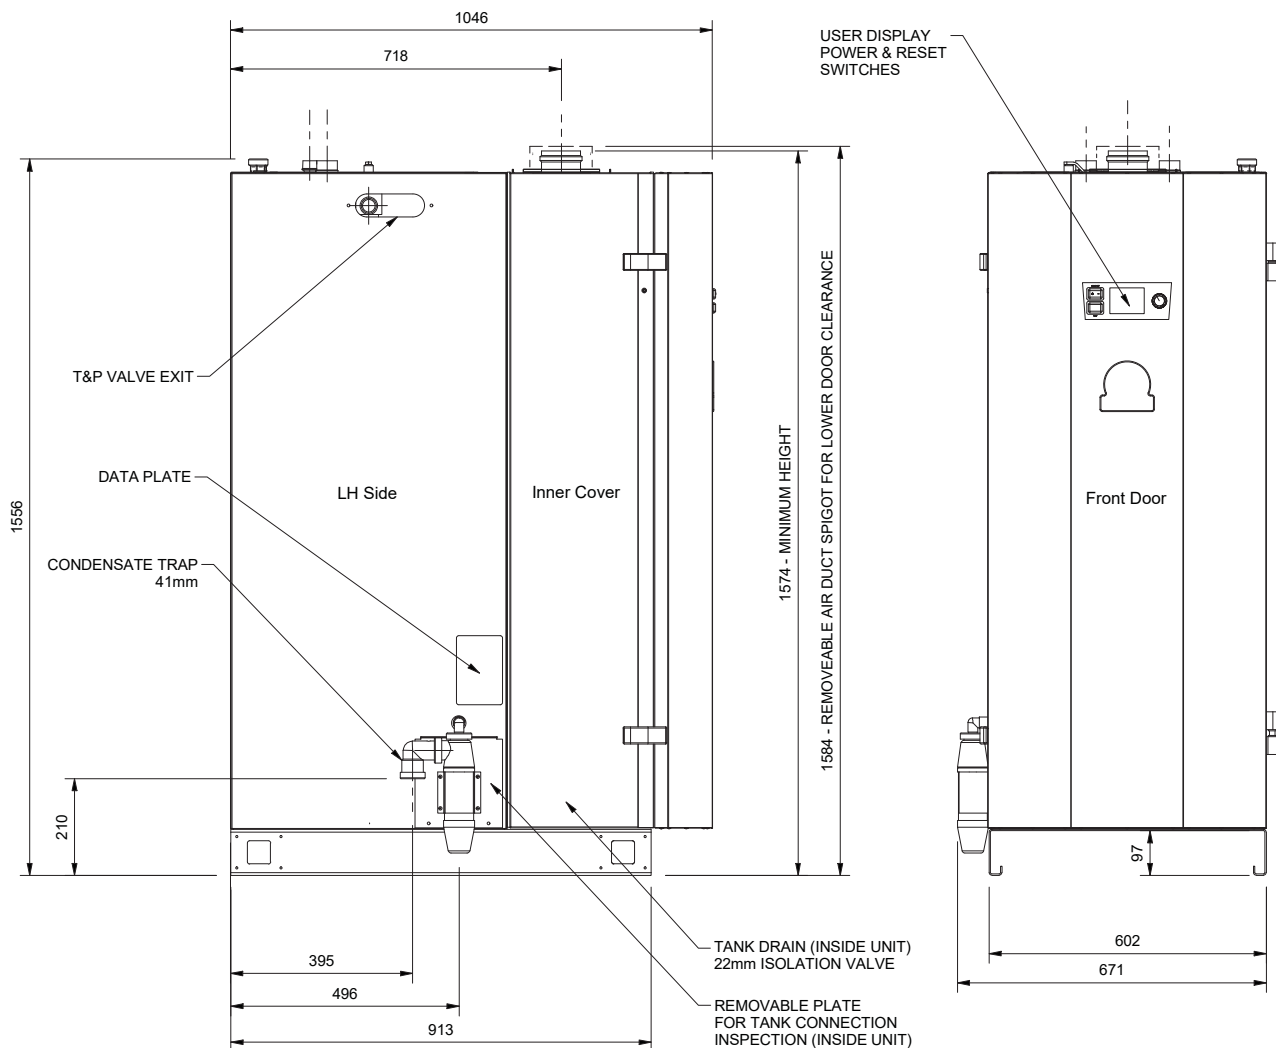 1046
718
USER DISPLAY
POWER & RESET
SWITCHES
T&P VALVE EXIT
DATA PLATE
CONDENSATE TRAP
41mm
LH Side
Inner Cover
Front Door
1556
210
1574 - MINIMUM HEIGHT
1584 - REMOVEABLE AIR DUCT SPIGOT FOR LOWER DOOR CLEARANCE
97
TANK DRAIN (INSIDE UNIT)
22mm ISOLATION VALVE
REMOVABLE PLATE
FOR TANK CONNECTION
INSPECTION (INSIDE UNIT)
395
496
913
602
671